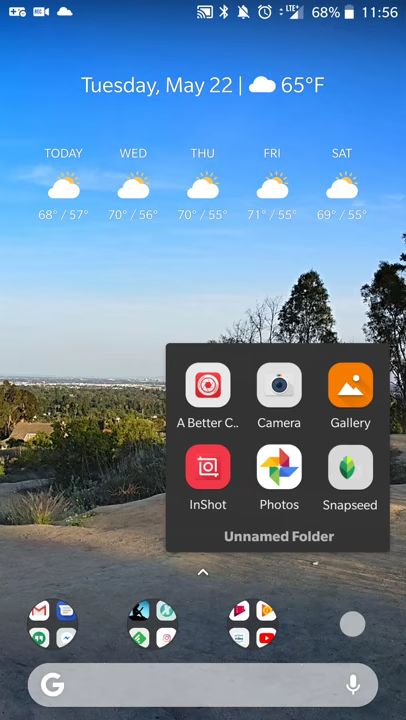 68% 11:56
Tuesday, May 22 | 65°F
TODAY WED THU FRI SAT
68° / 57° 70° / 56° 70° / 55° 71° / 55° 69° / 55°
A Better C.. Camera Gallery
InShot Photos Snapseed
Unnamed Folder
G